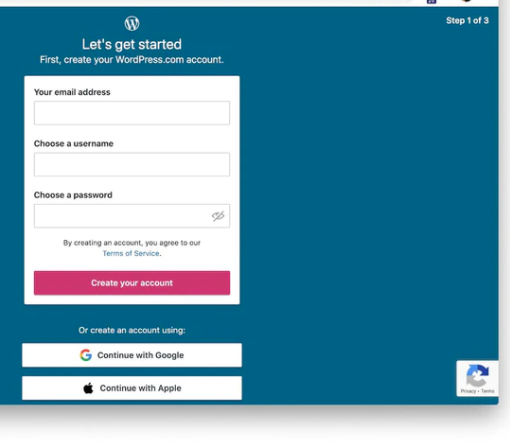 Step 1 of 3
Let's get started
First, create your WordPress.com account.
Your email address
Choose a username
Choose a password
By creating an account, you agree to our
Terms of Service.
Create your account
Or create an account using:
Continue with Google
Continue with Apple
Privacy - Terms